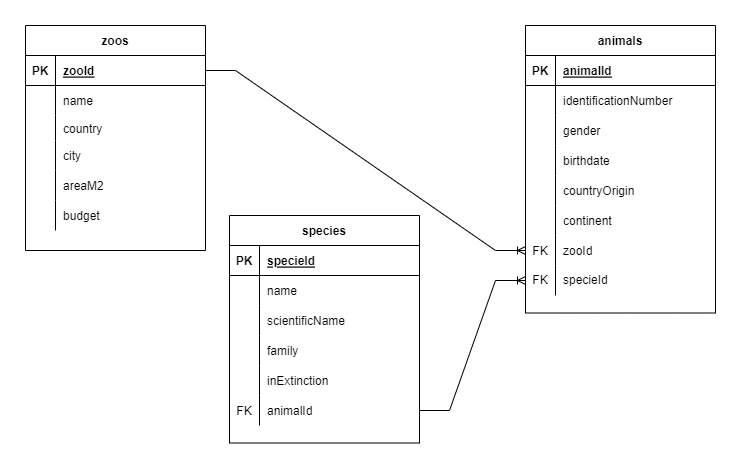 zoos
PK zooId
name
country
city
areaM2
budget
species
PK specieId
name
scientificName
family
inExtinction
FK animalId
animals
PK animalId
identificationNumber
gender
birthdate
countryOrigin
continent
FK zooId
FK specieId